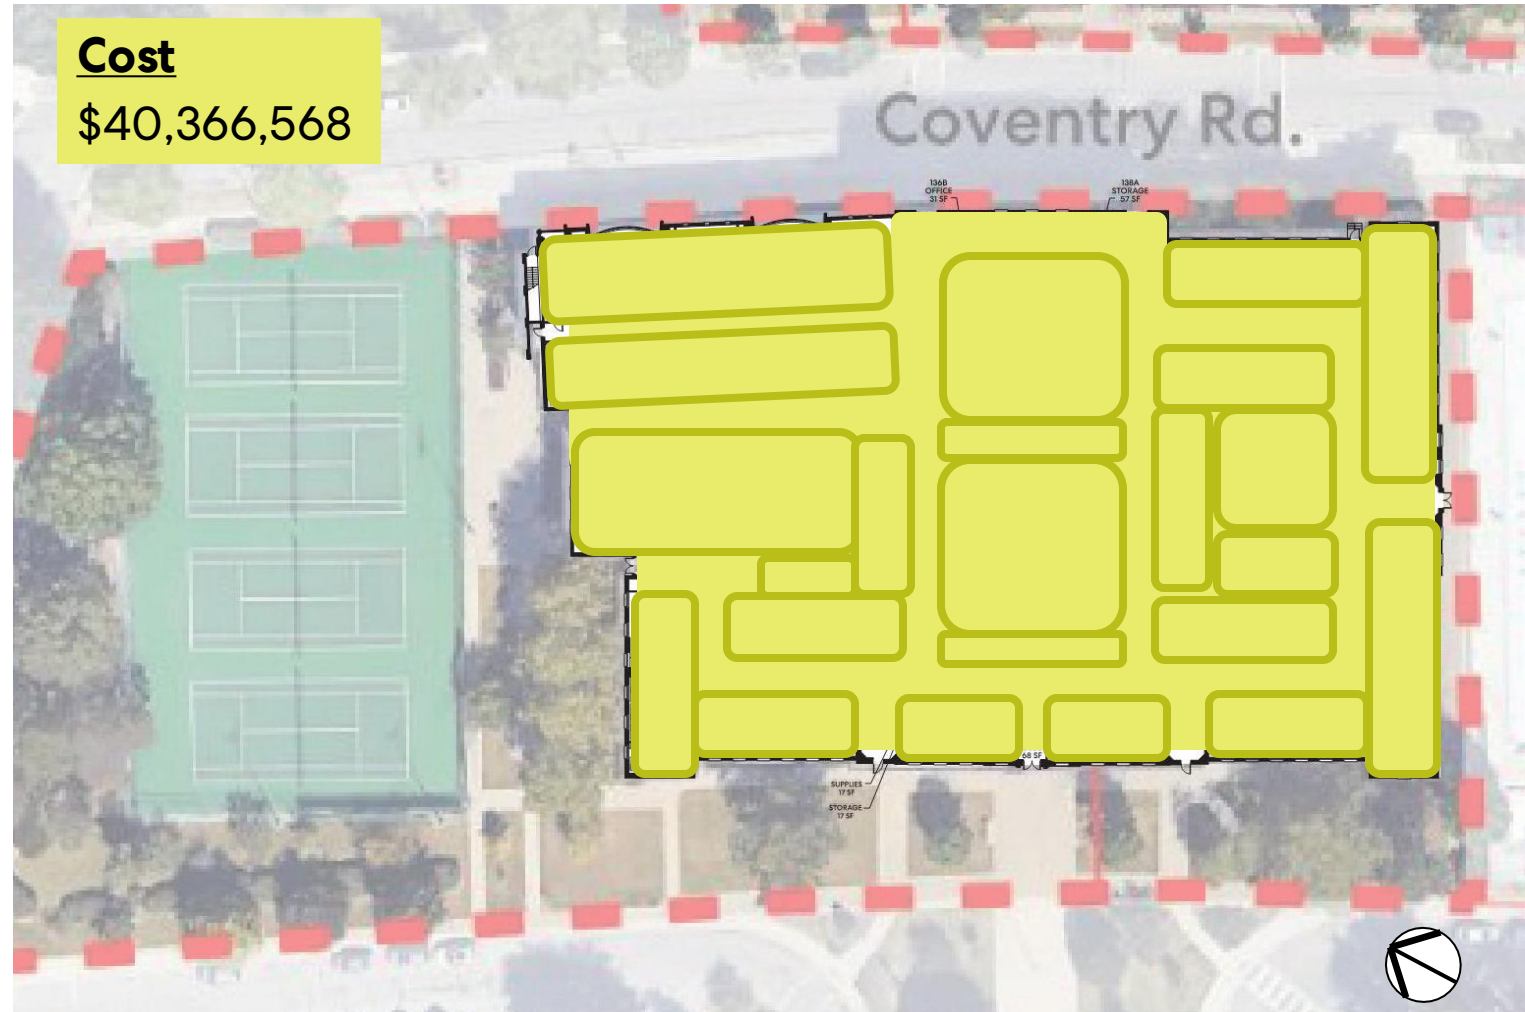 Cost
$40,366,568
Coventry Rd.
136B
OFFICE
31 SF
138A
STORAGE
57 SF
68 SF
SUPPLIES
17 SF
STORAGE
17 SF